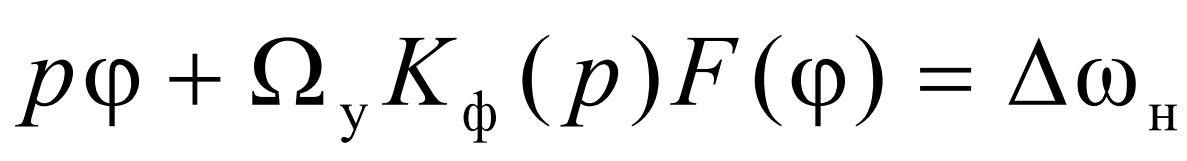 pφ + Ω_у K_ф (p)F(φ) = Δω_н